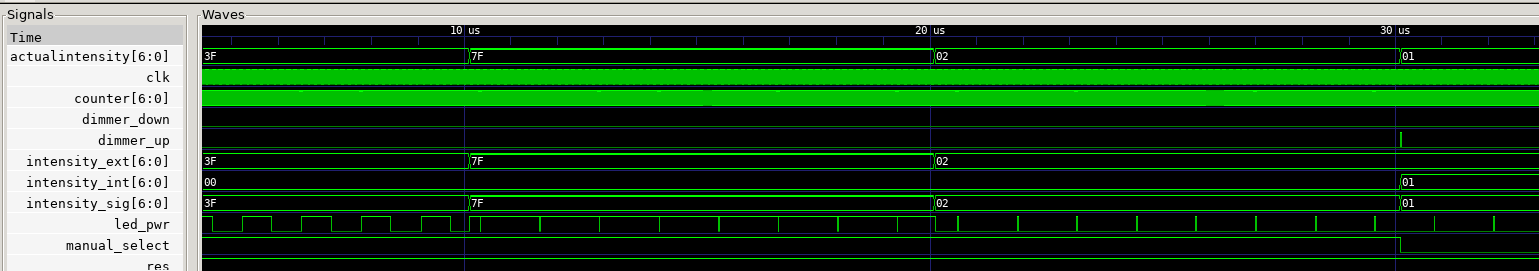 Signals Waves
Time 10 us 20 us 30 us
actualintensity[6:0] 3F 7F 02 01
clk
counter[6:0]
dimmer_down
dimmer_up
intensity_ext[6:0] 3F 7F 02
intensity_int[6:0] 00 01
intensity_sig[6:0] 3F 7F 02 01
led_pwr
manual_select
res